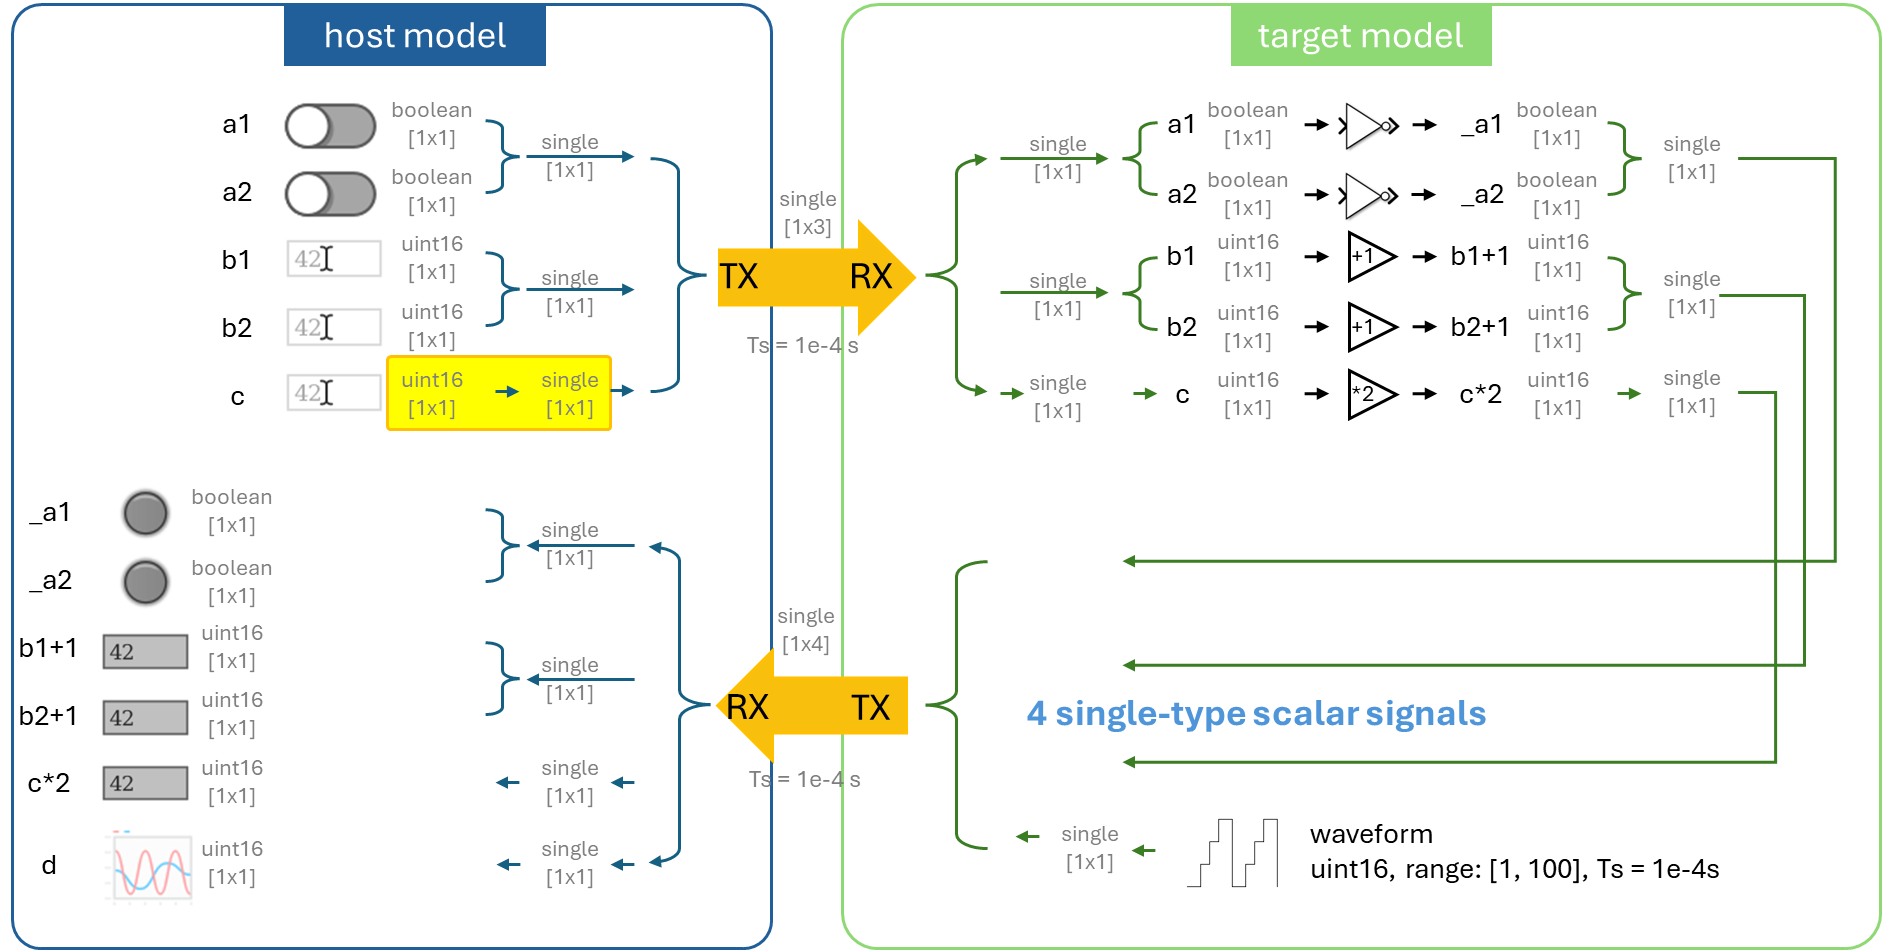 host model
a1
boolean
[1x1]
single
[1x1]
a2
boolean
[1x1]
b1
42
uint16
[1x1]
single
[1x1]
b2
42
uint16
[1x1]
c
42
uint16
[1x1]
single
[1x1]
_a1
boolean
[1x1]
single
[1x1]
_a2
boolean
[1x1]
b1+1
42
uint16
[1x1]
single
[1x1]
b2+1
42
uint16
[1x1]
c*2
42
uint16
[1x1]
single
[1x1]
d
uint16
[1x1]
single
[1x1]
single
[1x3]
TX
RX
Ts = 1e-4 s
single
[1x4]
RX
TX
Ts = 1e-4 s
target model
single
[1x1]
a1
boolean
[1x1]
_a1
boolean
[1x1]
single
[1x1]
a2
boolean
[1x1]
_a2
boolean
[1x1]
single
[1x1]
b1
uint16
[1x1]
+1
b1+1
uint16
[1x1]
single
[1x1]
b2
uint16
[1x1]
+1
b2+1
uint16
[1x1]
single
[1x1]
c
uint16
[1x1]
*2
c*2
uint16
[1x1]
single
[1x1]
4 single-type scalar signals
single
[1x1]
waveform
uint16, range: [1, 100], Ts = 1e-4s